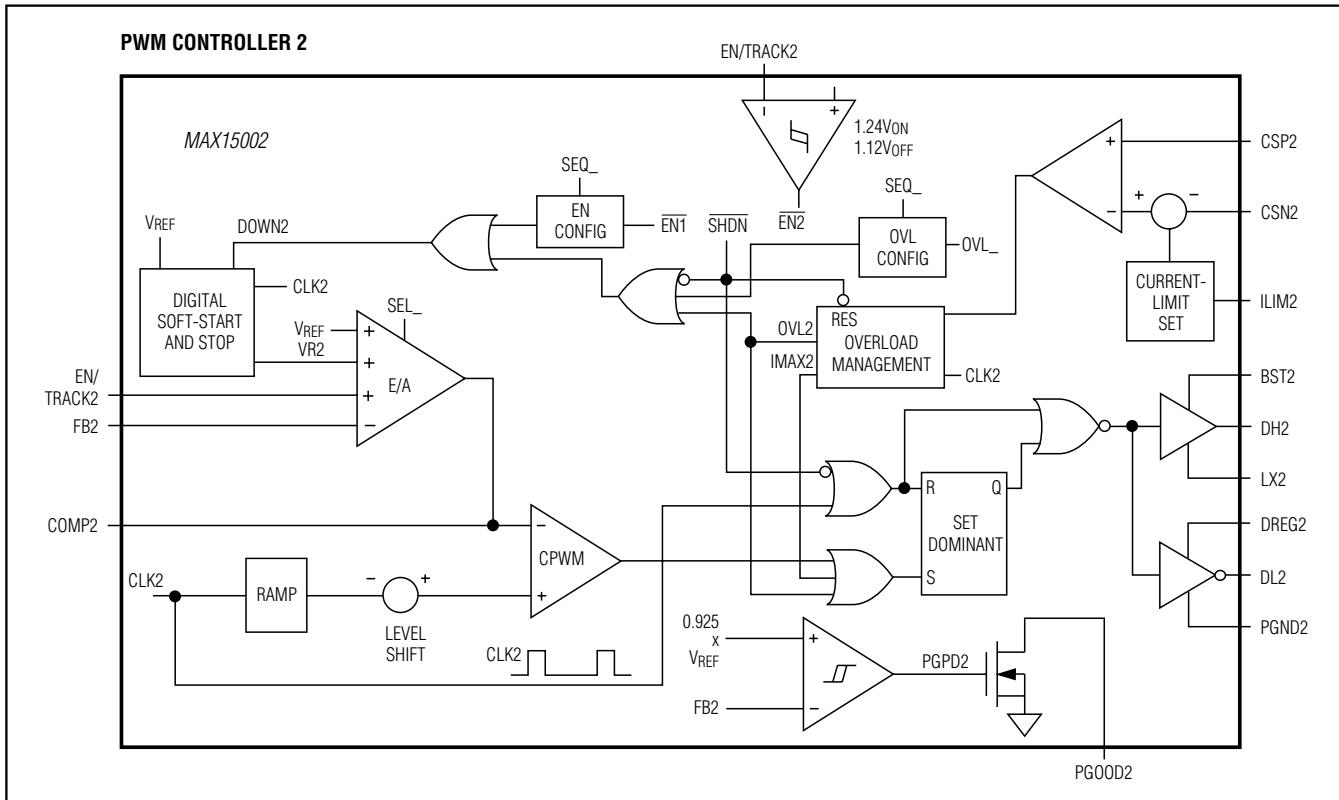 PWM CONTROLLER 2
EN/TRACK2
MAX15002
−
+
1.24VON
1.12VOFF
EN2
SEQ_
EN
CONFIG
EN1
SHDN
SEQ_
OVL
CONFIG
OVL_
+
−
+
−
CSP2
CSN2
CURRENT-
LIMIT
SET
ILIM2
VREF
DOWN2
DIGITAL
SOFT-START
AND STOP
CLK2
VREF
VR2
SEL_
+
+
+
−
E/A
EN/
TRACK2
FB2
OVL2
IMAX2
RES
OVERLOAD
MANAGEMENT
CLK2
BST2
DH2
LX2
R
Q
SET
DOMINANT
S
DREG2
DL2
PGND2
COMP2
−
CPWM
+
CLK2
RAMP
−
+
LEVEL
SHIFT
CLK2
0.925
x
VREF
+
−
FB2
PGPD2
PGOOD2